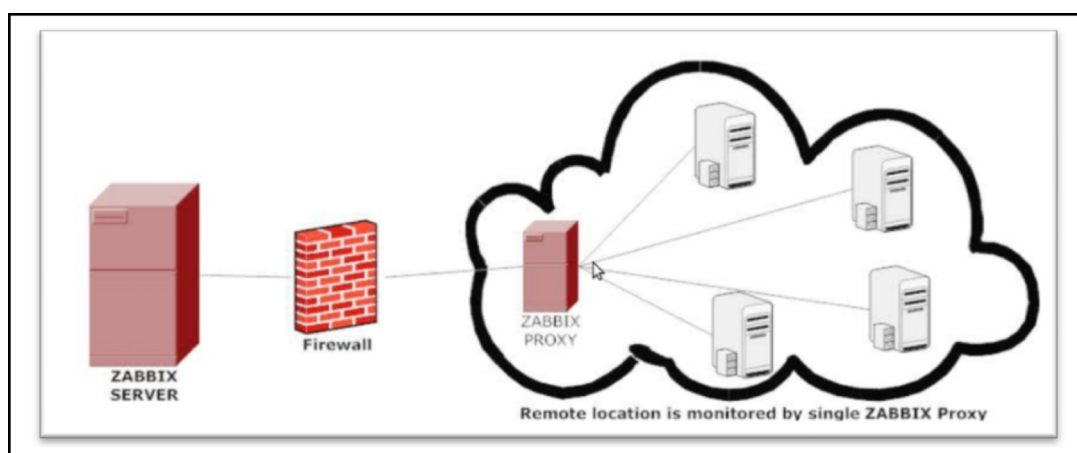 ZABBIX
SERVER
Firewall
ZABBIX
PROXY
Remote location is monitored by single ZABBIX Proxy